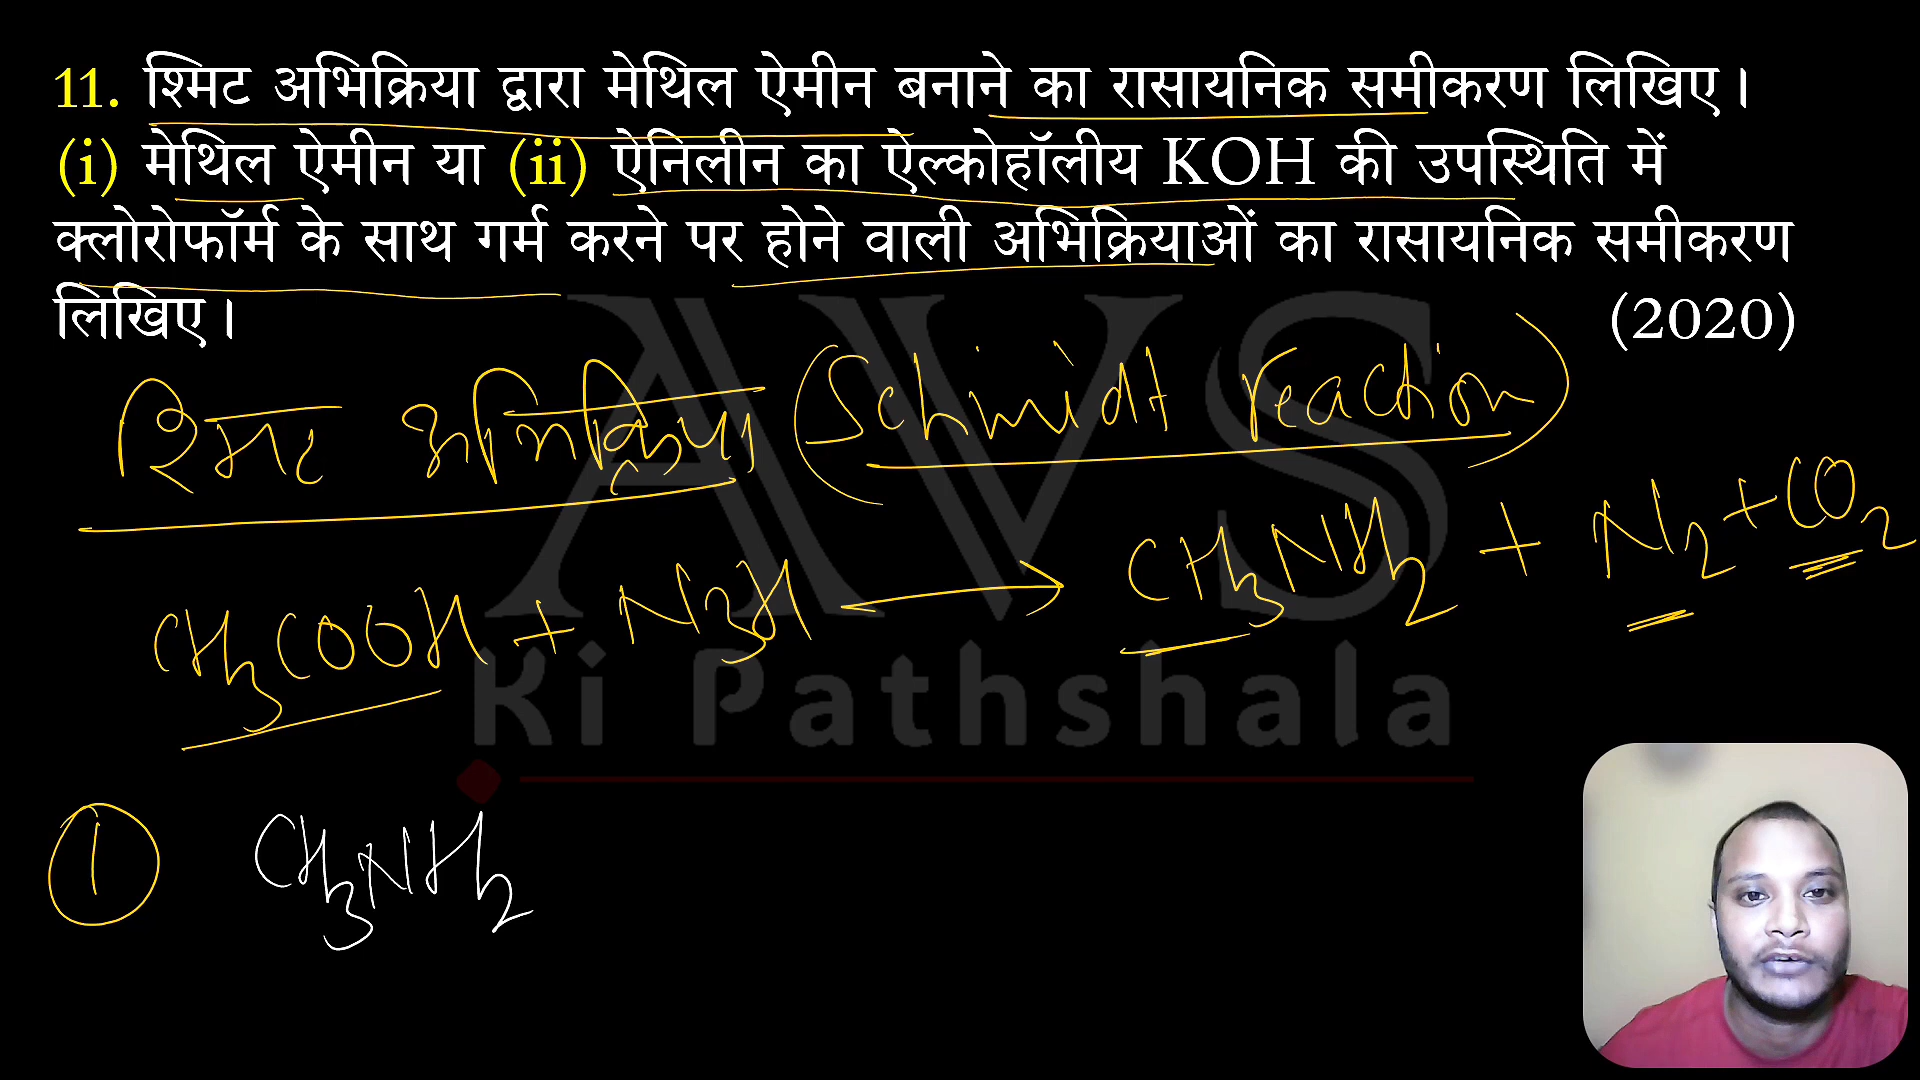 11. श्मिट अभिक्रिया द्वारा मेथिल ऐमीन बनाने का रासायनिक समीकरण लिखिए।
(i) मेथिल ऐमीन या (ii) ऐनिलीन का ऐल्कोहॉलीय KOH की उपस्थिति में
क्लोरोफॉर्म के साथ गर्म करने पर होने वाली अभिक्रियाओं का रासायनिक समीकरण
लिखिए। (2020)
श्मिट अभिक्रिया (Schmidt reaction)
CH3COOH + N3H ⟶ CH3NH2 + N2 + CO2
AVS
Ki Pathshala
① CH3NH2